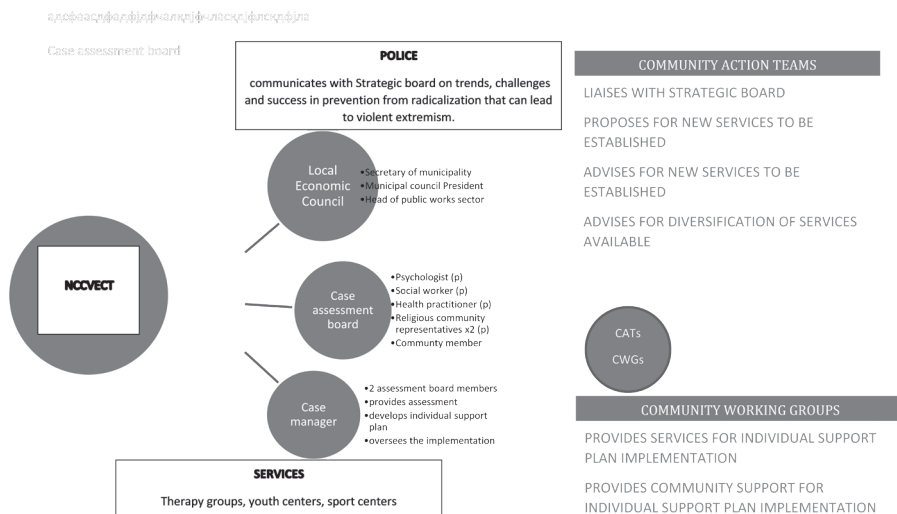 Case assessment board
POLICE
communicates with Strategic board on trends, challenges
and success in prevention from radicalization that can lead
to violent extremism.
Local
Economic
Council
•Secretary of municipality
•Municipal council President
•Head of public works sector
NCCVECT
Case
assessment
board
•Psychologist (p)
•Social worker (p)
•Health practitioner (p)
•Religious community
representatives x2 (p)
•Community member
Case
manager
•2 assessment board members
•provides assessment
•develops individual support
plan
•oversees the implementation
SERVICES
Therapy groups, youth centers, sport centers
COMMUNITY ACTION TEAMS
LIAISES WITH STRATEGIC BOARD
PROPOSES FOR NEW SERVICES TO BE
ESTABLISHED
ADVISES FOR NEW SERVICES TO BE
ESTABLISHED
ADVISES FOR DIVERSIFICATION OF SERVICES
AVAILABLE
CATs
CWGs
COMMUNITY WORKING GROUPS
PROVIDES SERVICES FOR INDIVIDUAL SUPPORT
PLAN IMPLEMENTATION
PROVIDES COMMUNITY SUPPORT FOR
INDIVIDUAL SUPPORT PLAN IMPLEMENTATION